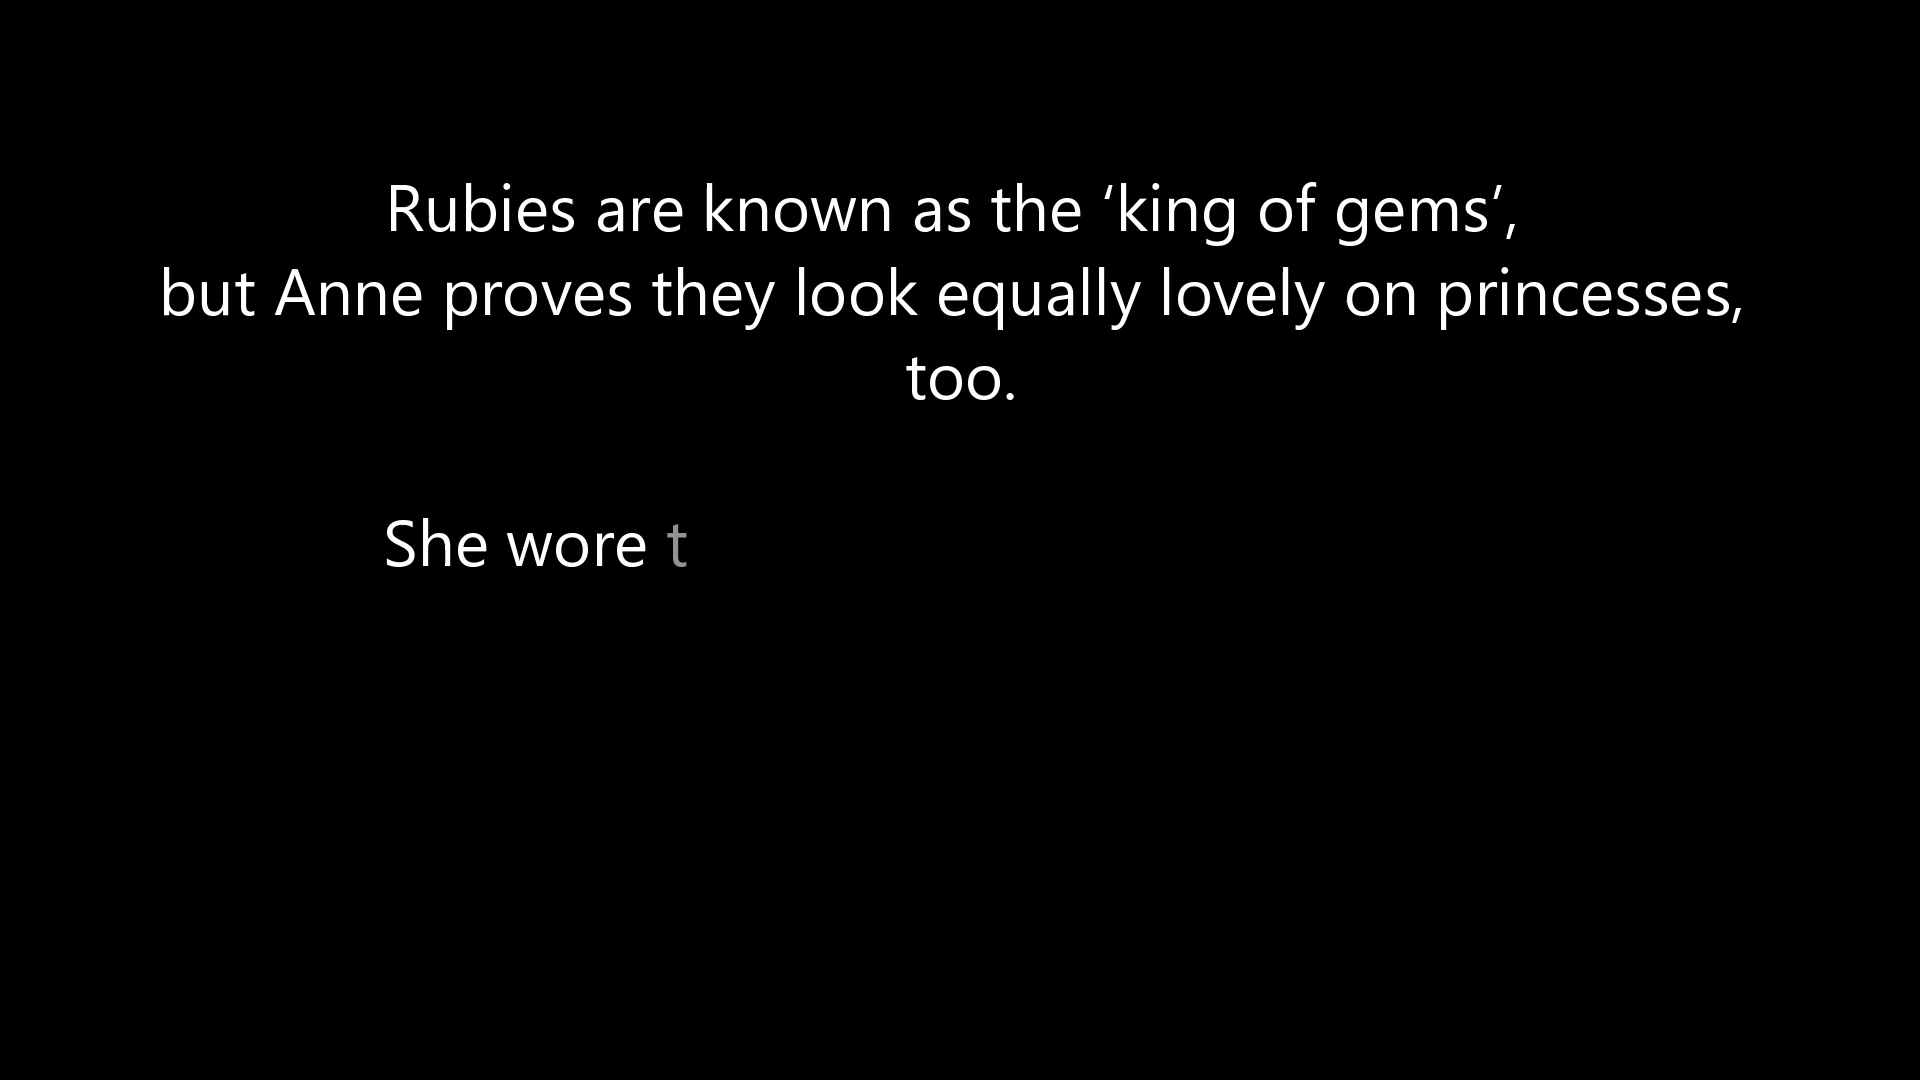 Rubies are known as the ‘king of gems’,
but Anne proves they look equally lovely on princesses,
too.
She wore t